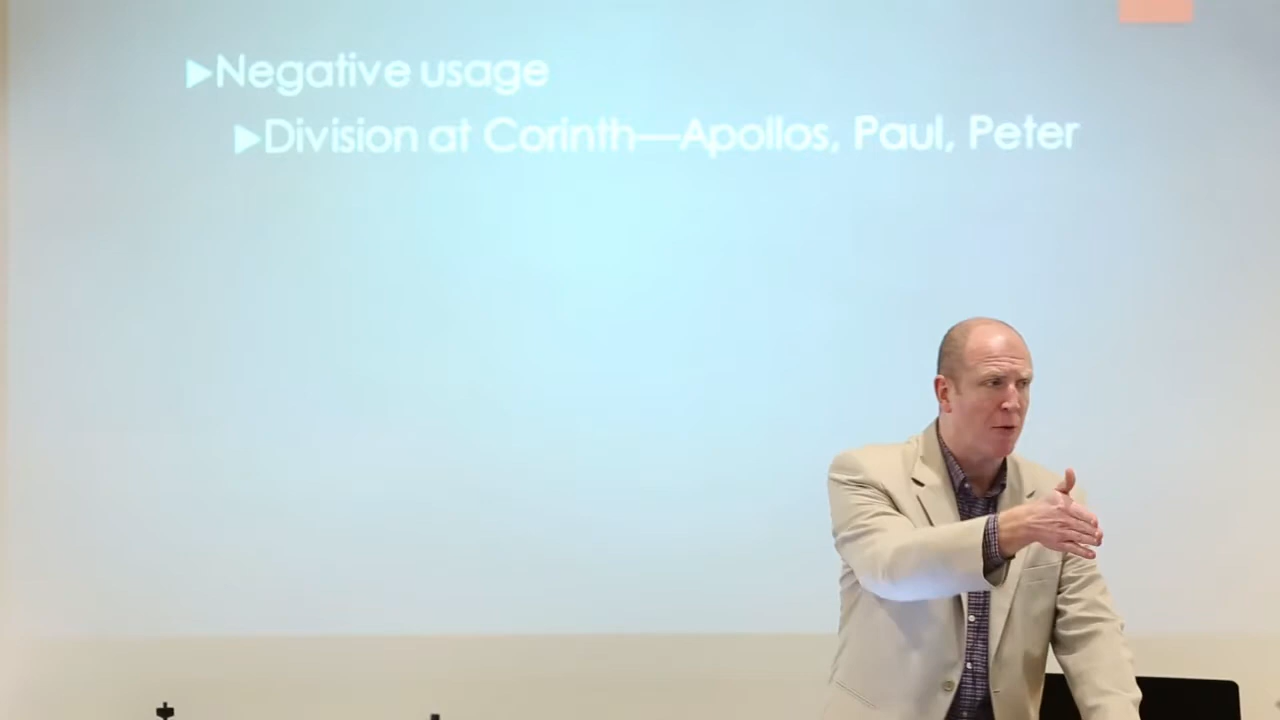 ▶Negative usage
▶Division at Corinth—Apollos, Paul, Peter